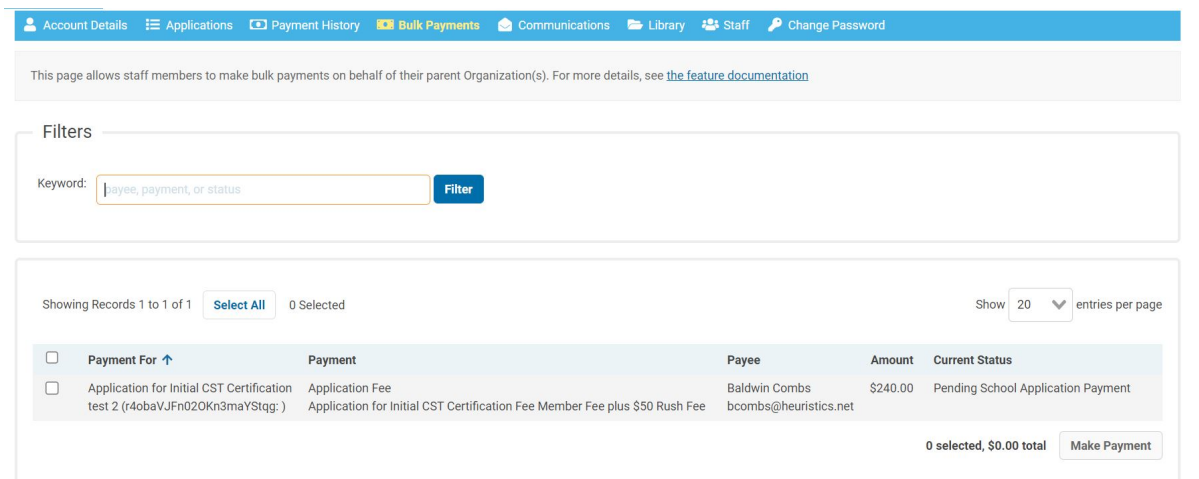 Account Details Applications Payment History Bulk Payments Communications Library Staff Change Password
This page allows staff members to make bulk payments on behalf of their parent Organization(s). For more details, see the feature documentation
Filters
Keyword: payee, payment, or status Filter
Showing Records 1 to 1 of 1 Select All 0 Selected Show 20 entries per page
Payment For Payment Payee Amount Current Status
Application for Initial CST Certification Application Fee Baldwin Combs $240.00 Pending School Application Payment
test 2 (r4obaVJFn02OKn3maYStqg: ) Application for Initial CST Certification Fee Member Fee plus $50 Rush Fee bcombs@heuristics.net
0 selected, $0.00 total Make Payment